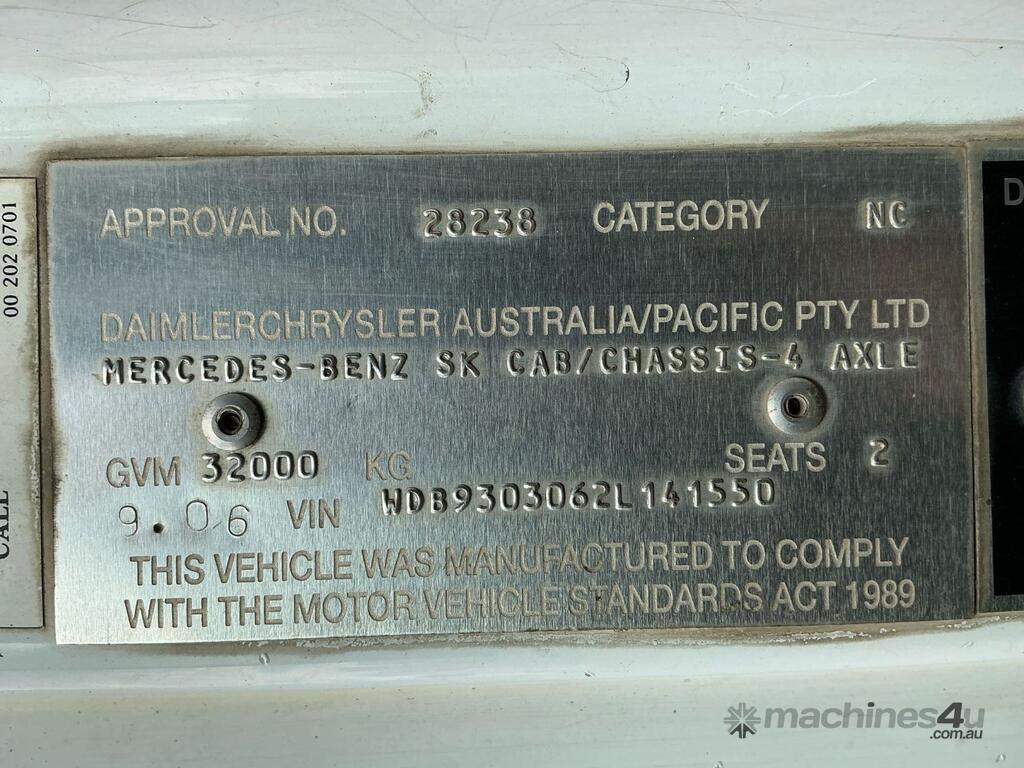 APPROVAL NO. 28238 CATEGORY NC
DAIMLERCHRYSLER AUSTRALIA/PACIFIC PTY LTD
MERCEDES-BENZ SK CAB/CHASSIS-4 AXLE
GVM 32000 KG SEATS 2
9.06 VIN WDB9303062L141550
THIS VEHICLE WAS MANUFACTURED TO COMPLY
WITH THE MOTOR VEHICLE STANDARDS ACT 1989
00 202 0701
CALL
D
machines4u
.com.au